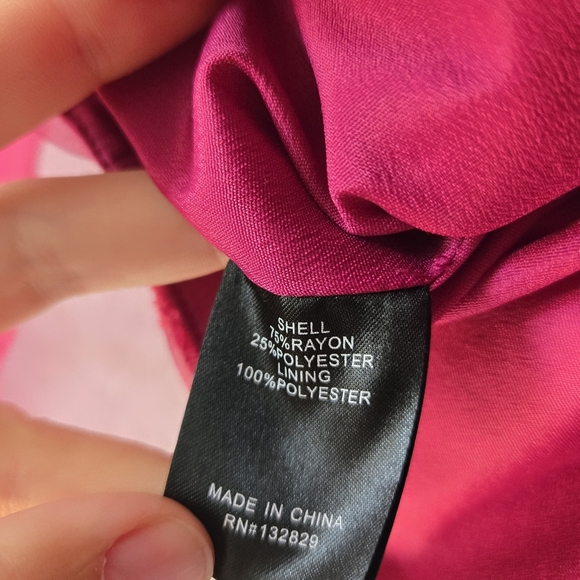 SHELL
75%RAYON
25%POLYESTER
LINING
100%POLYESTER
MADE IN CHINA
RN#132829